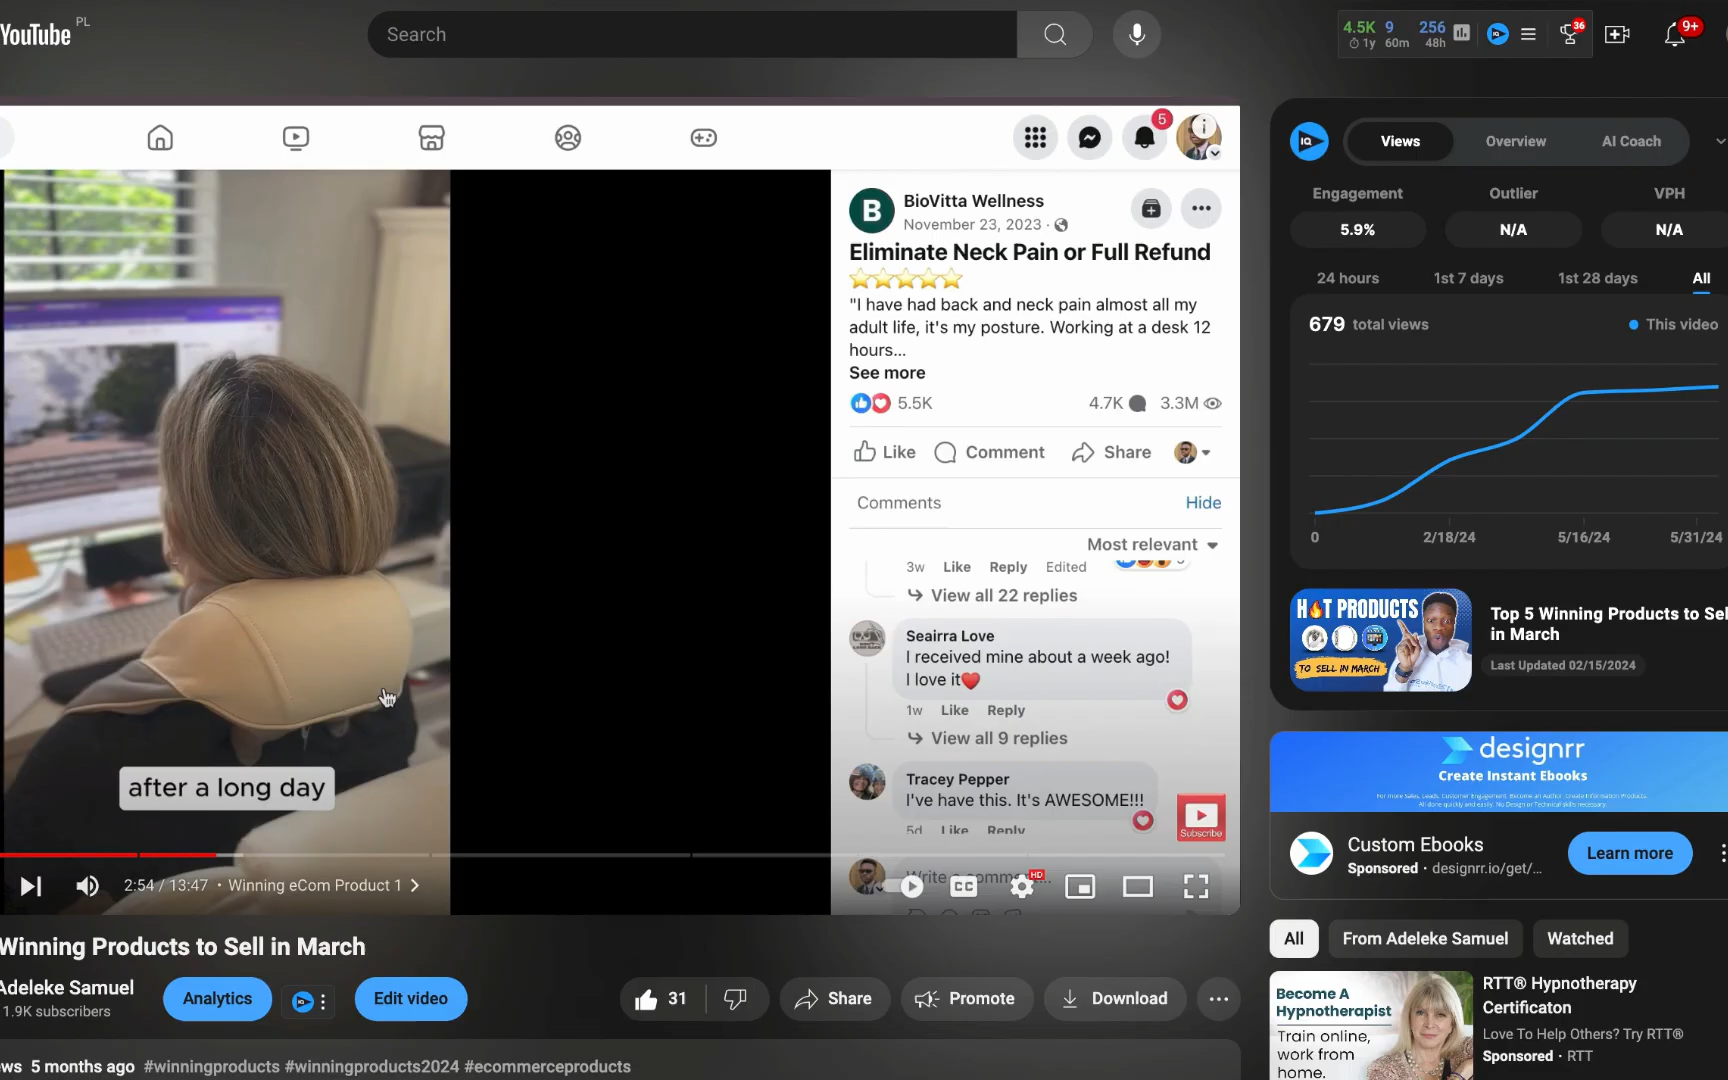 YouTube PL
Search
4.5K 9 256
1y 60m 48h
IQ
36
9+
5
BioVitta Wellness
November 23, 2023 ·
Eliminate Neck Pain or Full Refund
"I have had back and neck pain almost all my
adult life, it's my posture. Working at a desk 12
hours...
See more
5.5K 4.7K 3.3M
Like Comment Share
Comments Hide
Most relevant
3w Like Reply Edited
View all 22 replies
Seairra Love
I received mine about a week ago!
I love it
1w Like Reply
View all 9 replies
Tracey Pepper
I've have this. It's AWESOME!!!
5d Like Reply
Subscribe
Write a comment...
after a long day
2:54 / 13:47 • Winning eCom Product 1
CC HD
Winning Products to Sell in March
Adeleke Samuel
1.9K subscribers
Analytics
IQ
Edit video
31
Share
Promote
Download
ws 5 months ago #winningproducts #winningproducts2024 #ecommerceproducts
IQ
Views Overview AI Coach
Engagement Outlier VPH
5.9% N/A N/A
24 hours 1st 7 days 1st 28 days All
679 total views This video
0 2/18/24 5/16/24 5/31/24
HOT PRODUCTS
TO SELL IN MARCH
Top 5 Winning Products to Sel
in March
Last Updated 02/15/2024
designrr
Create Instant Ebooks
Custom Ebooks
Sponsored · designrr.io/get/...
Learn more
All From Adeleke Samuel Watched
Become A
Hypnotherapist
Train online,
work from
home.
RTT® Hypnotherapy
Certificaton
Love To Help Others? Try RTT®
Sponsored · RTT